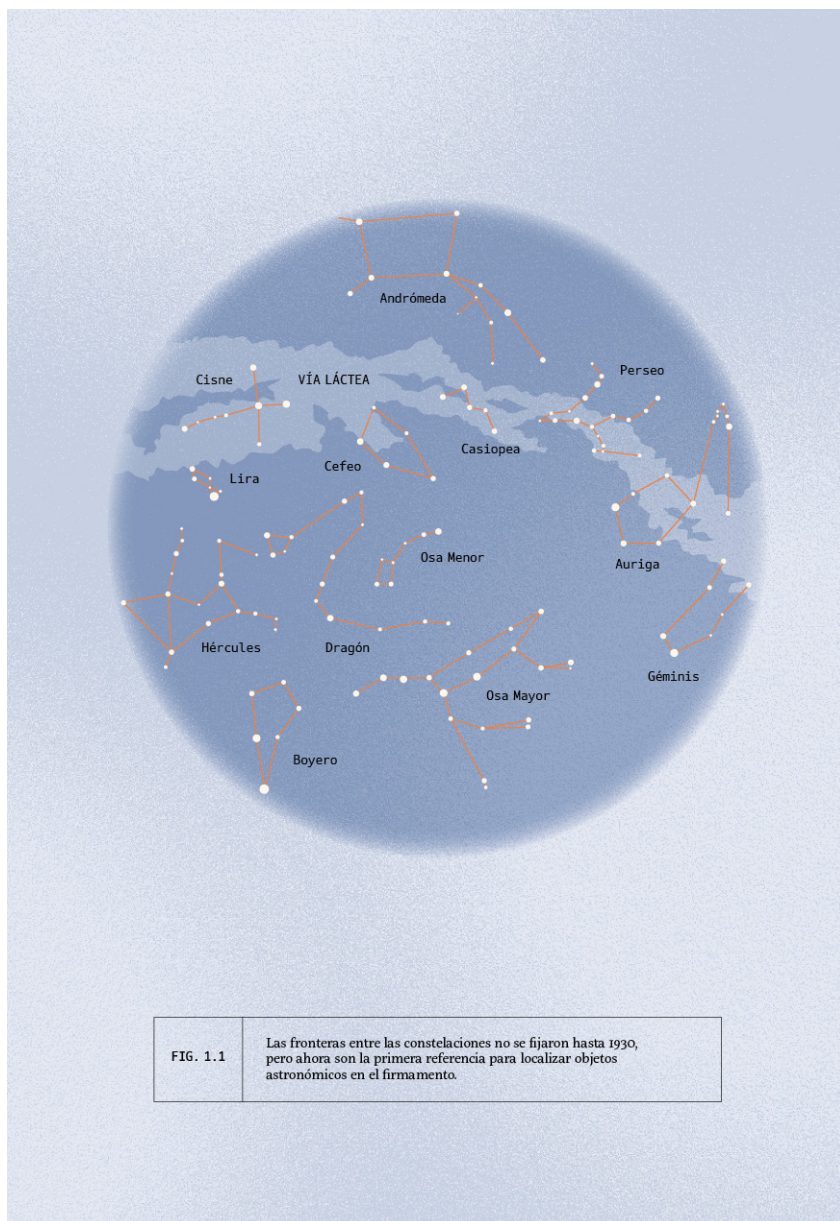 Andrómeda
Perseo
Cisne
VÍA LÁCTEA
Casiopea
Cefeo
Lira
Osa Menor
Auriga
Hércules
Dragón
Géminis
Osa Mayor
Boyero
FIG. 1.1
Las fronteras entre las constelaciones no se fijaron hasta 1930,
pero ahora son la primera referencia para localizar objetos
astronómicos en el firmamento.